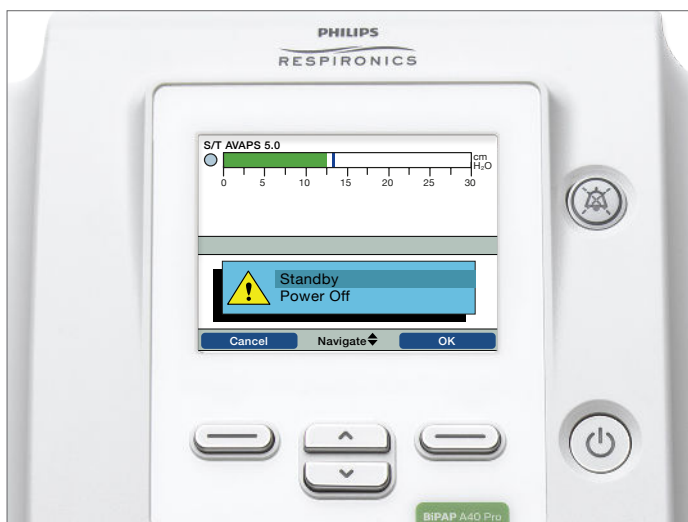 PHILIPS
RESPIRONICS
S/T AVAPS 5.0
cm
H₂O
0 5 10 15 20 25 30
Standby
Power Off
Cancel Navigate OK
BiPAP A40 Pro